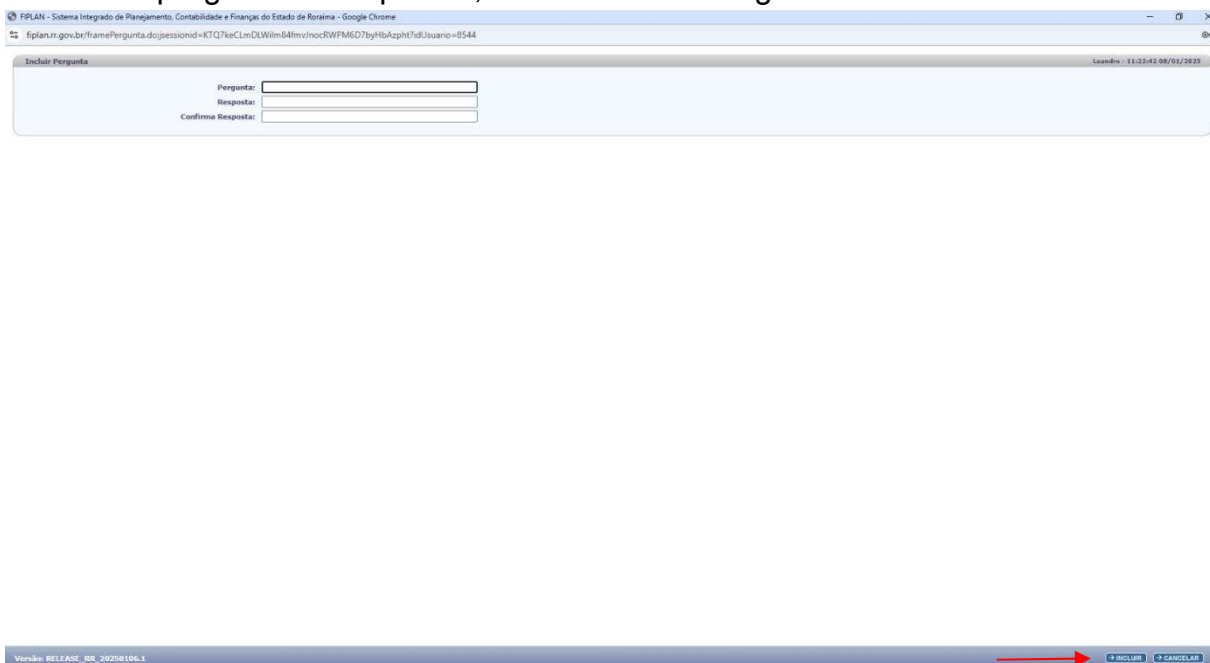 FIPLAN - Sistema Integrado de Planejamento, Contabilidade e Finanças do Estado de Roraima - Google Chrome
fiplan.rr.gov.br/framePergunta.do;jsessionid=KTQ7keCLmDLWilm84fmvJnocRWPM6D7byHbAzpht?idUsuario=8544
Incluir Pergunta Leandro - 11:22:42 08/01/2025
Pergunta:
Resposta:
Confirma Resposta:
Versão: RELEASE_RR_20250106.1 INCLUIR CANCELAR